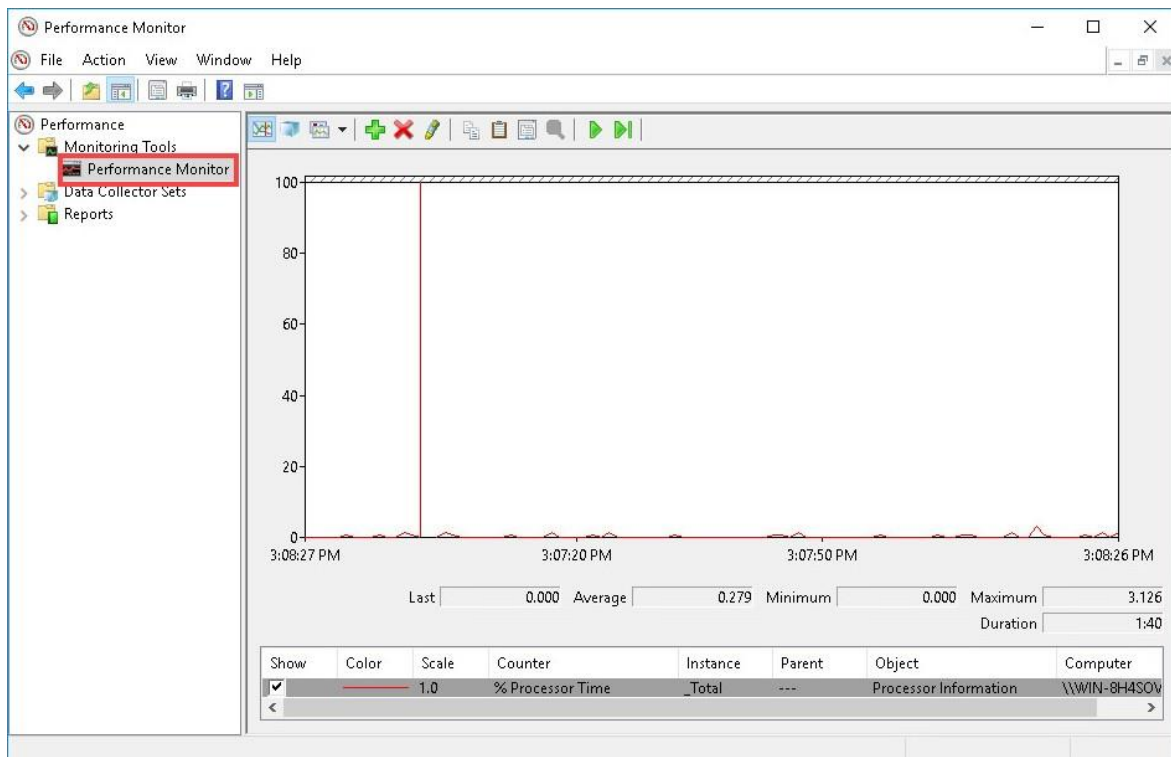 Performance Monitor
File Action View Window Help
Performance
Monitoring Tools
Performance Monitor
Data Collector Sets
Reports
100
80
60
40
20
0
3:08:27 PM 3:07:20 PM 3:07:50 PM 3:08:26 PM
Last 0.000 Average 0.279 Minimum 0.000 Maximum 3.126
Duration 1:40
Show Color Scale Counter Instance Parent Object Computer
1.0 % Processor Time _Total --- Processor Information \\WIN-8H4SOV